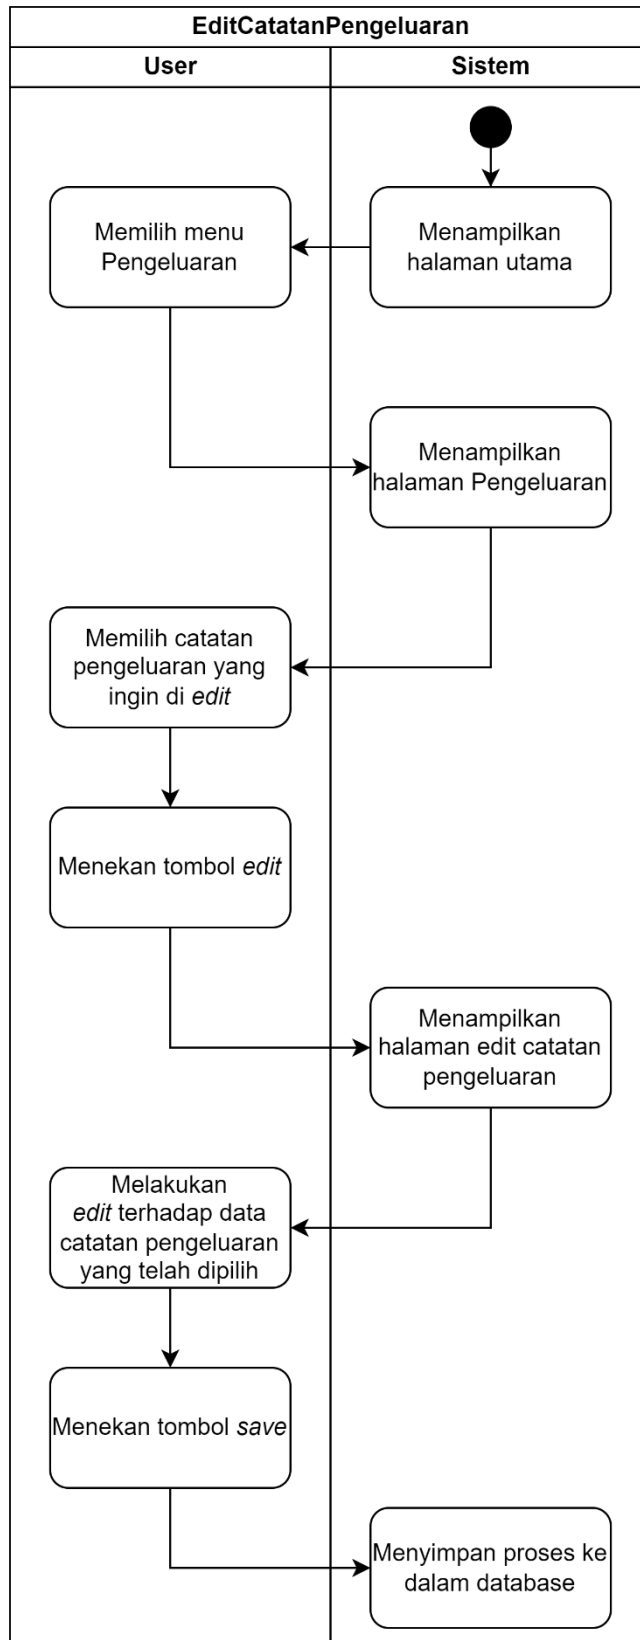 EditCatatanPengeluaran
User
Sistem
Menampilkan
halaman utama
Memilih menu
Pengeluaran
Menampilkan
halaman Pengeluaran
Memilih catatan
pengeluaran yang
ingin di edit
Menekan tombol edit
Menampilkan
halaman edit catatan
pengeluaran
Melakukan
edit terhadap data
catatan pengeluaran
yang telah dipilih
Menekan tombol save
Menyimpan proses ke
dalam database